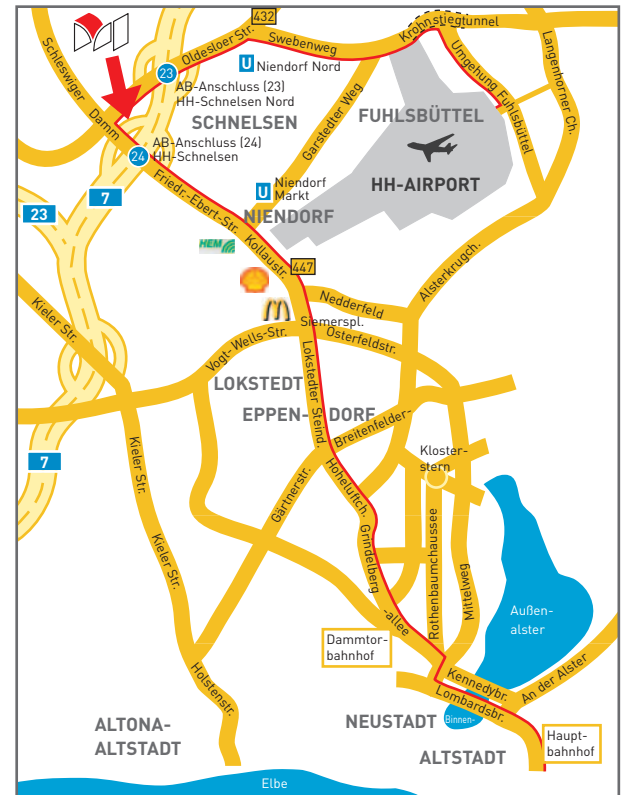 432
Oldesloer Str.
Swebenweg
Krohnstiegtunnel
Schleswiger
Damm
23
U Niendorf Nord
AB-Anschluss (23)
HH-Schnelsen Nord
Umgehung Fuhlsbüttel
Langenhorner Ch.
SCHNELSEN
FUHLSBÜTTEL
Garstedter Weg
AB-Anschluss (24)
HH-Schnelsen
24
HH-AIRPORT
7
23
Friedr.-Ebert-Str.
U Niendorf
Markt
NIENDORF
HEM
Kollaustr.
447
Alsterkrugch.
Kieler Str.
Nedderfeld
Siemerspl.
Osterfeldstr.
Vogt-Wells-Str.
Lokstedter Steind.
LOKSTEDT
EPPEN-
DORF
Breitenfelder-
Kloster-
stern
7
Kieler Str.
Gärtnerstr.
Hoheluftch.
Kieler Str.
Grindelberg
-allee
Rothenbaumchaussee
Mittelweg
Außen-
alster
Dammtor-
bahnhof
Holstenstr.
Kennedybr.
An der Alster
Lombardsbr.
NEUSTADT
Binnen-
ALTONA-
ALTSTADT
ALTSTADT
Haupt-
bahnhof
Elbe